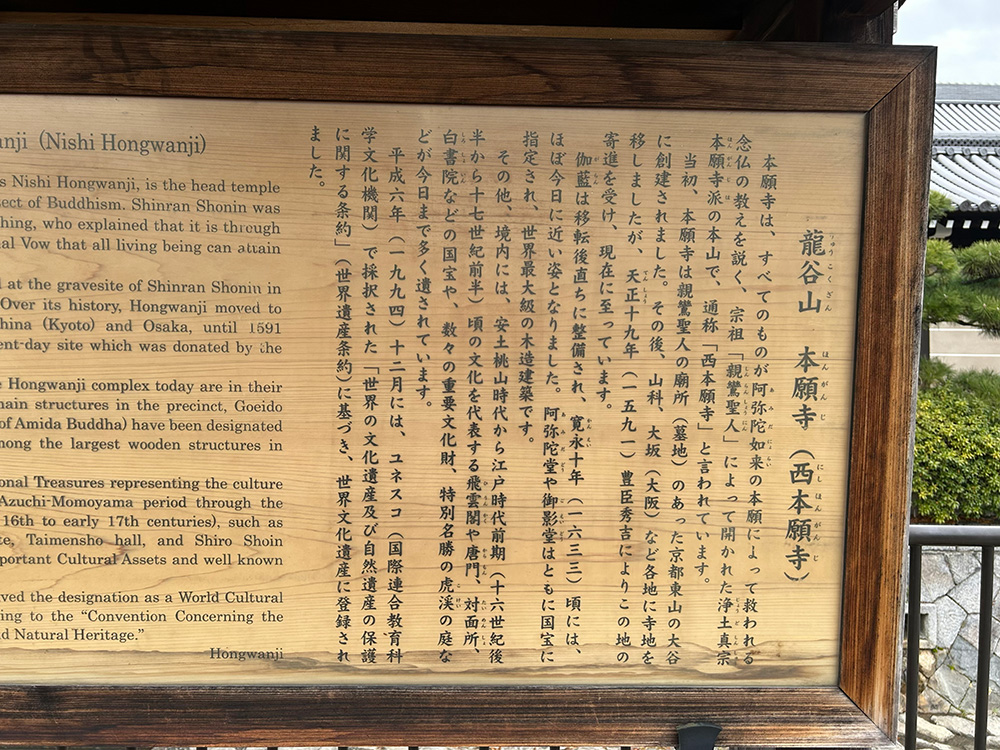 龍谷山 本願寺(西本願寺)
本願寺は、すべてのものが阿弥陀如来の本願によって救われる
念仏の教えを説く、宗祖「親鸞聖人」によって開かれた浄土真宗
本願寺派の本山で、通称「西本願寺」と言われています。
当初、本願寺は親鸞聖人の廟所(墓地)のあった京都東山の大谷
に創建されました。その後、山科、大坂(大阪)など各地に寺地を
移しましたが、天正十九年(一五九一)豊臣秀吉によりこの地の
寄進を受け、現在に至っています。
伽藍は移転後直ちに整備され、寛永十年(一六三三)頃には、
ほぼ今日に近い姿となりました。阿弥陀堂や御影堂はともに国宝に
指定され、世界最大級の木造建築です。
その他、境内には、安土桃山時代から江戸時代前期(十六世紀後
半から十七世紀前半)頃の文化を代表する飛雲閣や唐門、対面所、
白書院などの国宝や、数々の重要文化財、特別名勝の虎渓の庭な
どが今日まで多く遺されています。
平成六年(一九九四)十二月には、ユネスコ(国際連合教育科
学文化機関)で採択された「世界の文化遺産及び自然遺産の保護
に関する条約」(世界遺産条約)に基づき、世界文化遺産に登録され
ました。
nji (Nishi Hongwanji)
s Nishi Hongwanji, is the head temple
ect of Buddhism. Shinran Shonin was
hing, who explained that it is through
al Vow that all living being can attain
l at the gravesite of Shinran Shonin in
Over its history, Hongwanji moved to
hina (Kyoto) and Osaka, until 1591
ent-day site which was donated by the
e Hongwanji complex today are in their
main structures in the precinct, Goeido
of Amida Buddha) have been designated
mong the largest wooden structures in
onal Treasures representing the culture
Azuchi-Momoyama period through the
16th to early 17th centuries), such as
te, Taimensho hall, and Shiro Shoin
portant Cultural Assets and well known
ived the designation as a World Cultural
ding to the “Convention Concerning the
nd Natural Heritage.”
Hongwanji